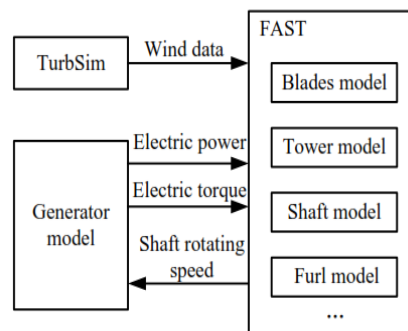 TurbSim
Wind data
FAST
Blades model
Tower model
Shaft model
Furl model
...
Generator
model
Electric power
Electric torque
Shaft rotating
speed